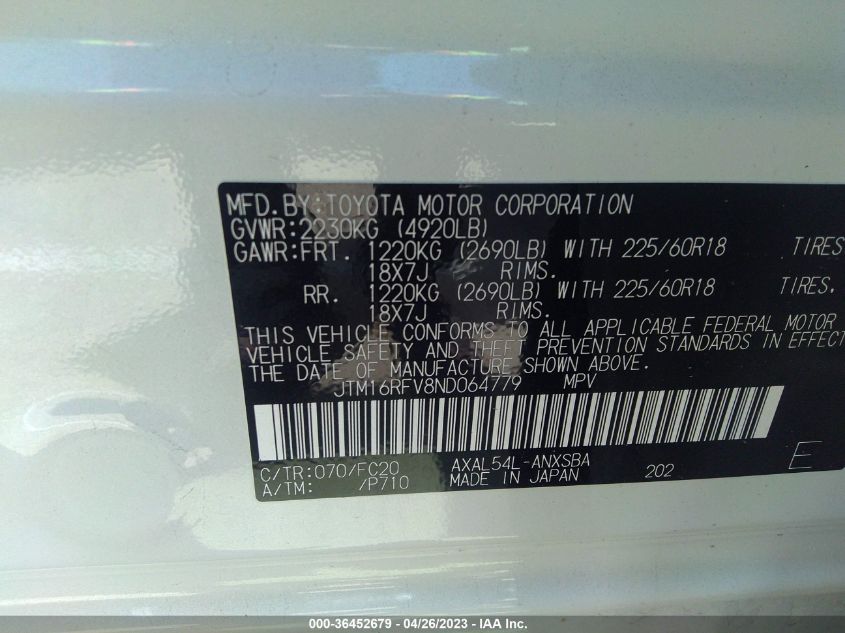 MFD.BY:TOYOTA MOTOR CORPORATION
GVWR:2230KG (4920LB)
GAWR:FRT. 1220KG (2690LB) WITH 225/60R18 TIRES
18X7J RIMS.
RR. 1220KG (2690LB) WITH 225/60R18 TIRES.
18X7J RIMS.
THIS VEHICLE CONFORMS TO ALL APPLICABLE FEDERAL MOTOR
VEHICLE SAFETY AND THEFT PREVENTION STANDARDS IN EFFECT
THE DATE OF MANUFACTURE SHOWN ABOVE.
JTM16RFV8ND064779 MPV
C/TR:070/FC20 AXAL54L-ANXSBA
A/TM: /P710 MADE IN JAPAN 202 E
000-36452679 - 04/26/2023 - IAA Inc.